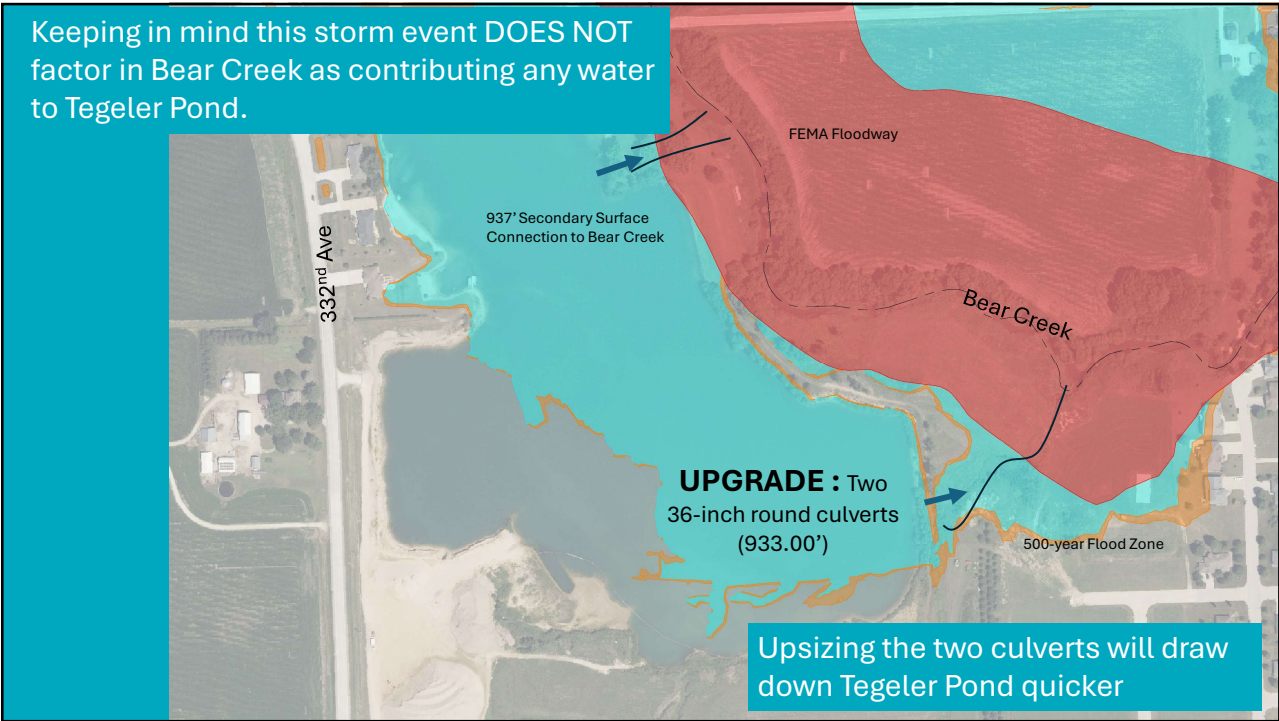 Keeping in mind this storm event DOES NOT
factor in Bear Creek as contributing any water
to Tegeler Pond.
FEMA Floodway
937’ Secondary Surface
Connection to Bear Creek
332nd Ave
Bear Creek
UPGRADE : Two
36-inch round culverts
(933.00’)
500-year Flood Zone
Upsizing the two culverts will draw
down Tegeler Pond quicker